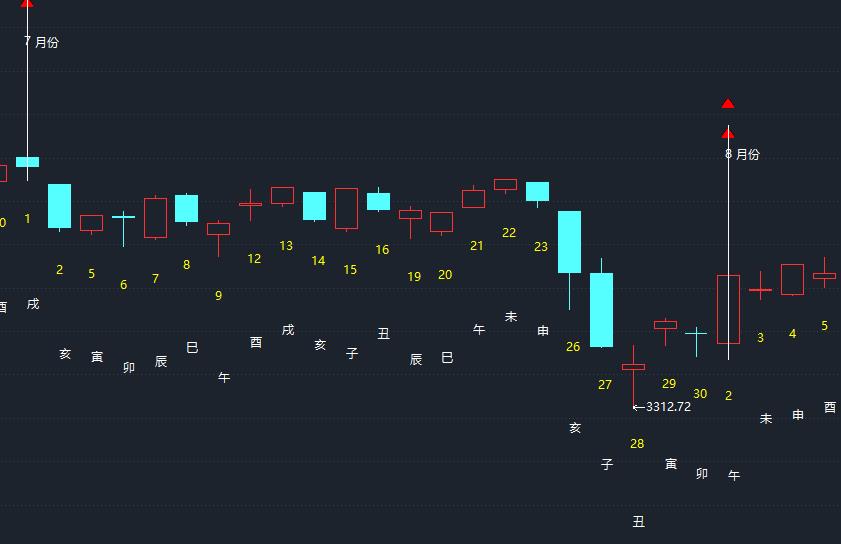 7 月份
8 月份
0
1
2
5
6
7
8
9
12
13
14
15
16
19
20
21
22
23
26
27
28
29
30
2
3
4
5
←3312.72
酉
戌
亥
寅
卯
辰
巳
午
酉
戌
亥
子
丑
辰
巳
午
未
申
亥
子
丑
寅
卯
午
未
申
酉